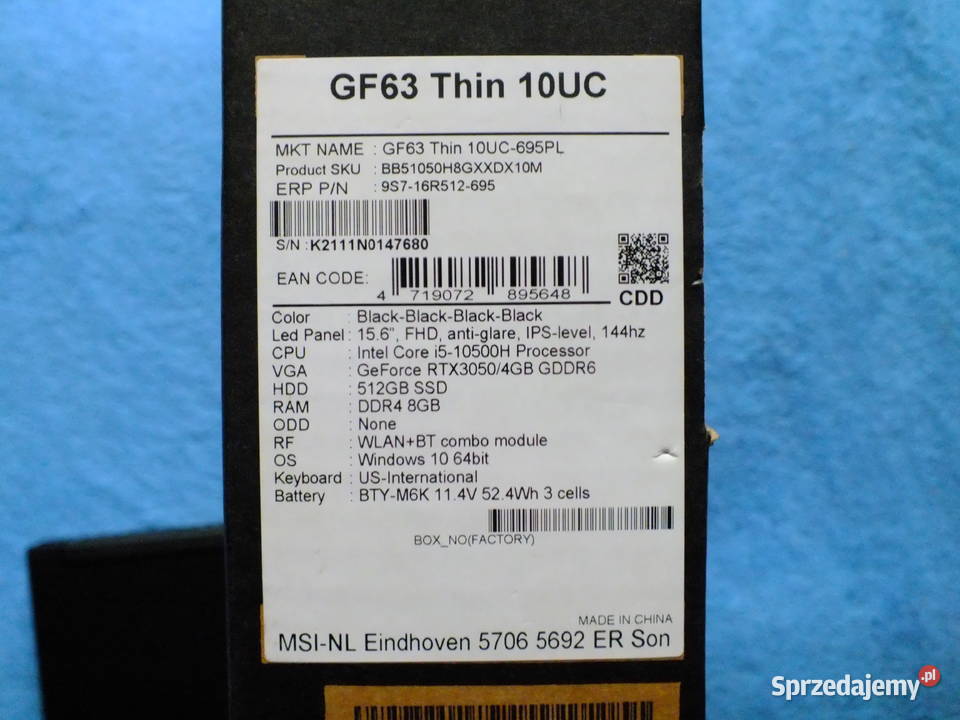 GF63 Thin 10UC
MKT NAME : GF63 Thin 10UC-695PL
Product SKU : BB51050H8GXXDX10M
ERP P/N : 9S7-16R512-695
S/N :K2111N0147680
EAN CODE:
4 719072 895648
CDD
Color : Black-Black-Black-Black
Led Panel : 15.6", FHD, anti-glare, IPS-level, 144hz
CPU : Intel Core i5-10500H Processor
VGA : GeForce RTX3050/4GB GDDR6
HDD : 512GB SSD
RAM : DDR4 8GB
ODD : None
RF : WLAN+BT combo module
OS : Windows 10 64bit
Keyboard : US-International
Battery : BTY-M6K 11.4V 52.4Wh 3 cells
BOX_NO(FACTORY)
MADE IN CHINA
MSI-NL Eindhoven 5706 5692 ER Son
Sprzedajemy.pl